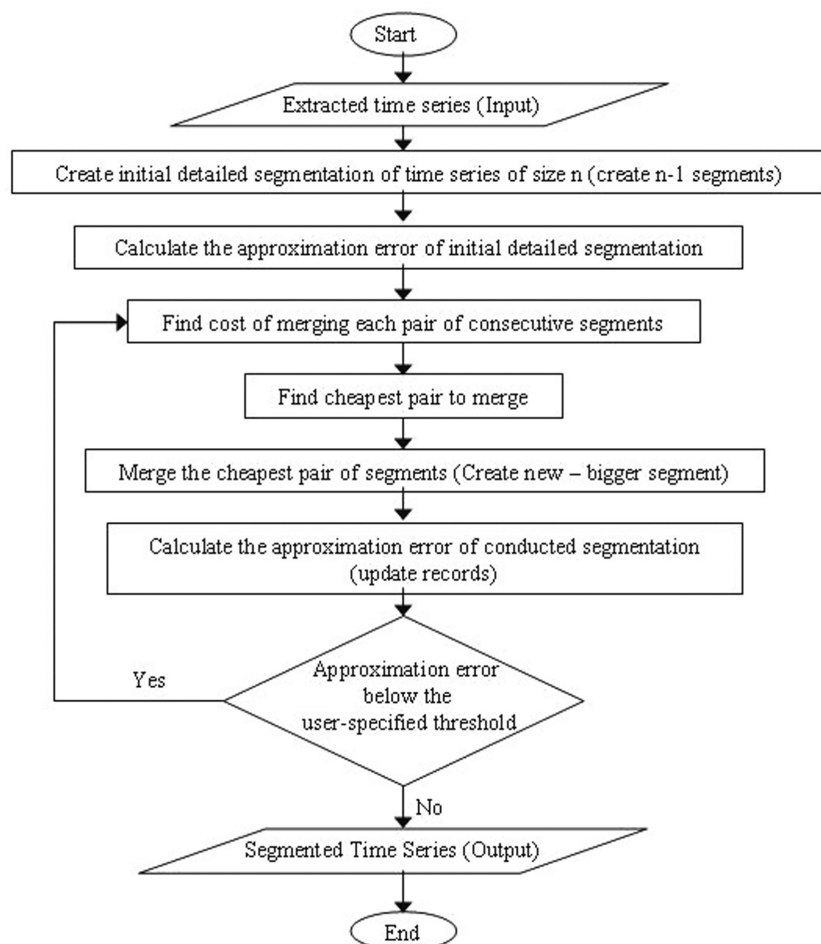 Start
Extracted time series (Input)
Create initial detailed segmentation of time series of size n (create n-1 segments)
Calculate the approximation error of initial detailed segmentation
Find cost of merging each pair of consecutive segments
Find cheapest pair to merge
Merge the cheapest pair of segments (Create new – bigger segment)
Calculate the approximation error of conducted segmentation
(update records)
Yes
Approximation error
below the
user-specified threshold
No
Segmented Time Series (Output)
End